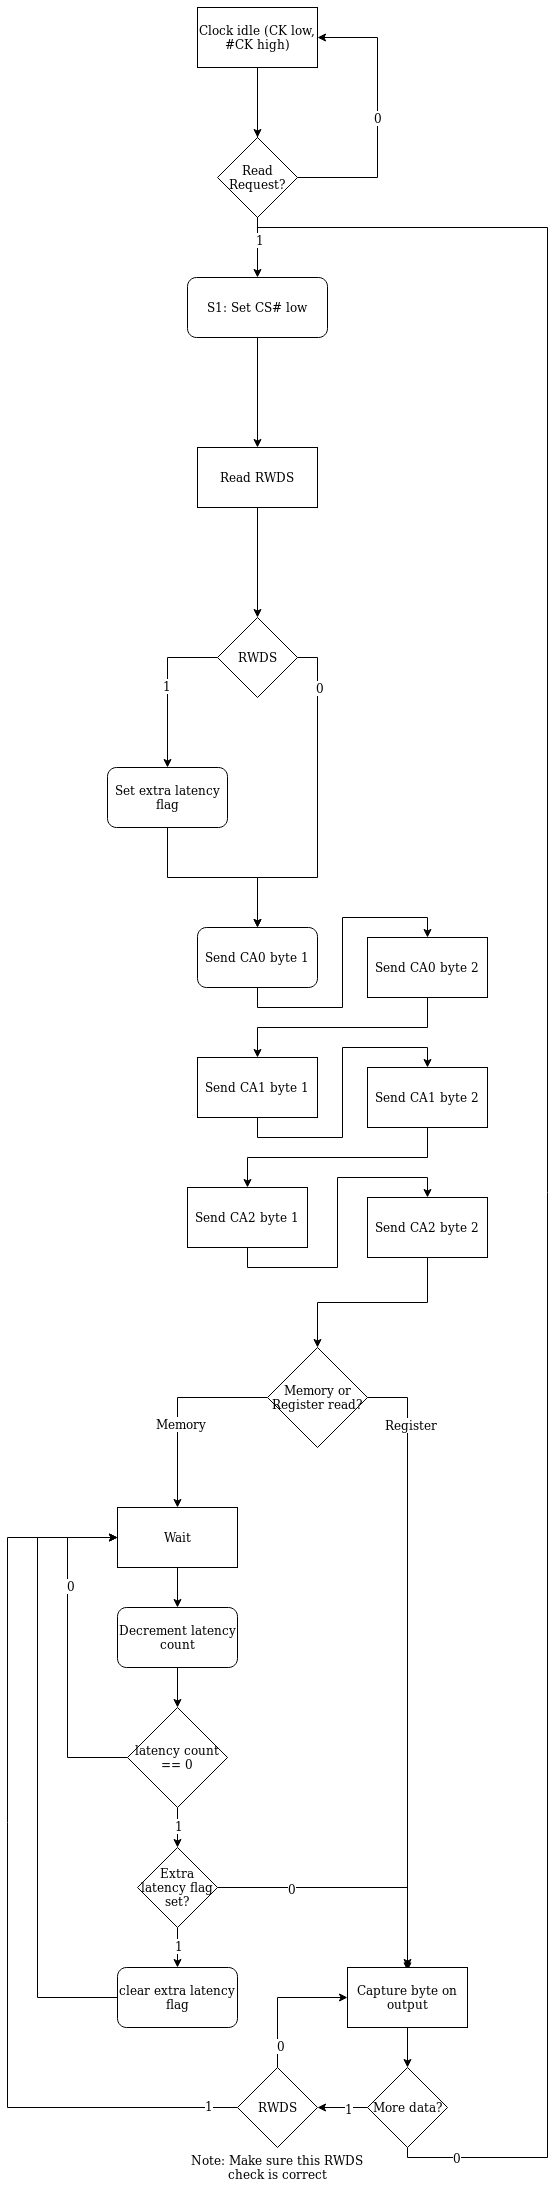 Clock idle (CK low,
#CK high)
0
Read
Request?
1
S1: Set CS# low
Read RWDS
RWDS
1
0
Set extra latency
flag
Send CA0 byte 1
Send CA0 byte 2
Send CA1 byte 1
Send CA1 byte 2
Send CA2 byte 1
Send CA2 byte 2
Memory or
Register read?
Memory
Register
Wait
0
Decrement latency
count
latency count
== 0
1
Extra
latency flag
set?
0
1
clear extra latency
flag
Capture byte on
output
0
RWDS
1
1
More data?
0
Note: Make sure this RWDS
check is correct